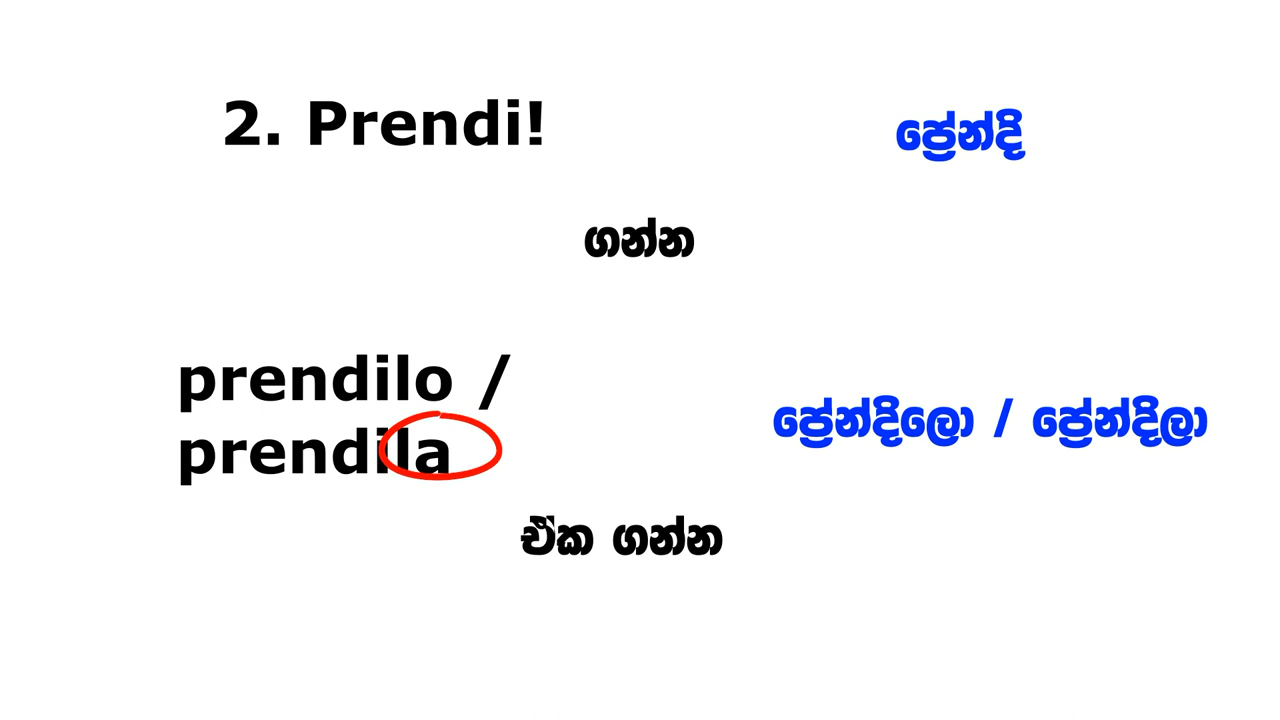 2. Prendi!
ප්‍රේන්දි
ගන්න
prendilo /
prendila
ප්‍රේන්දිලො / ප්‍රේන්දිලා
ඒක ගන්න